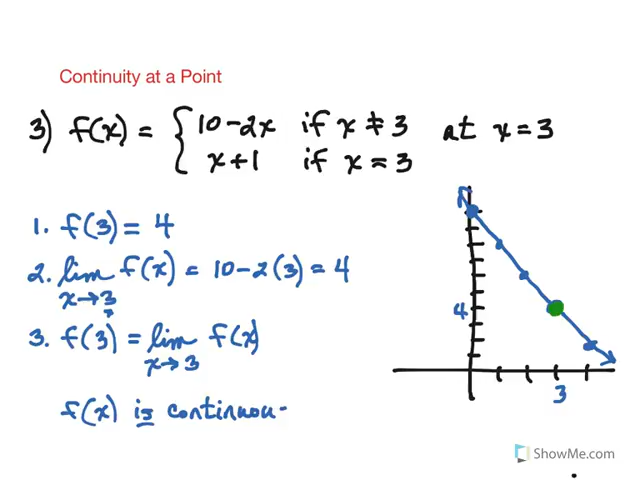 Continuity at a Point
3) f(x) = { 10-2x if x ≠ 3 at x = 3
x+1 if x = 3
1. f(3) = 4
2. lim f(x) = 10-2(3) = 4
x→3
3. f(3) = lim f(x)
x→3
f(x) is continuou
4
3
ShowMe.com